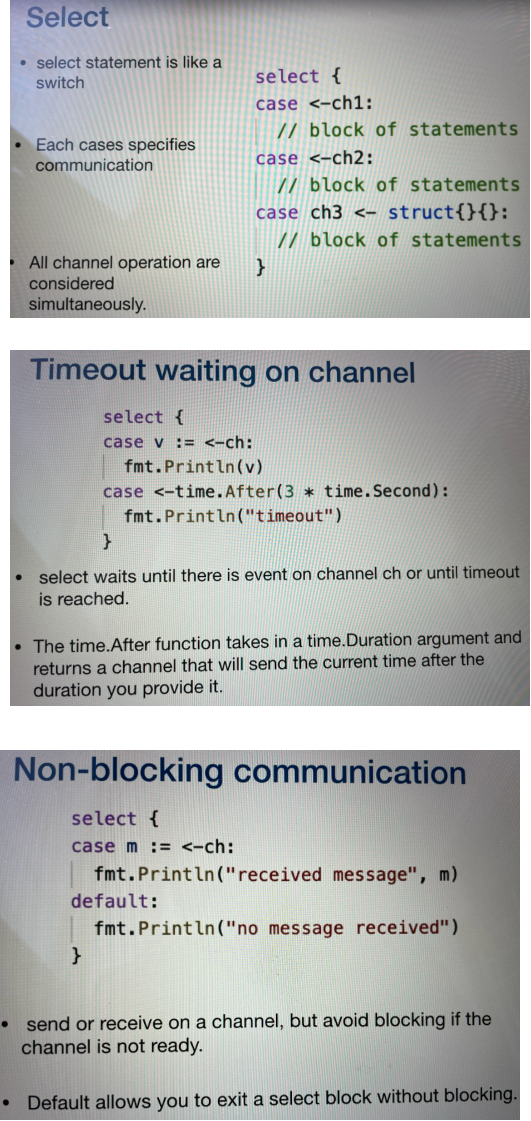 Select
• select statement is like a
switch
select {
case <-ch1:
// block of statements
• Each cases specifies
communication
case <-ch2:
// block of statements
case ch3 <- struct{}{}:
// block of statements
}
• All channel operation are
considered
simultaneously.
Timeout waiting on channel
select {
case v := <-ch:
fmt.Println(v)
case <-time.After(3 * time.Second):
fmt.Println("timeout")
}
• select waits until there is event on channel ch or until timeout
is reached.
• The time.After function takes in a time.Duration argument and
returns a channel that will send the current time after the
duration you provide it.
Non-blocking communication
select {
case m := <-ch:
fmt.Println("received message", m)
default:
fmt.Println("no message received")
}
• send or receive on a channel, but avoid blocking if the
channel is not ready.
• Default allows you to exit a select block without blocking.